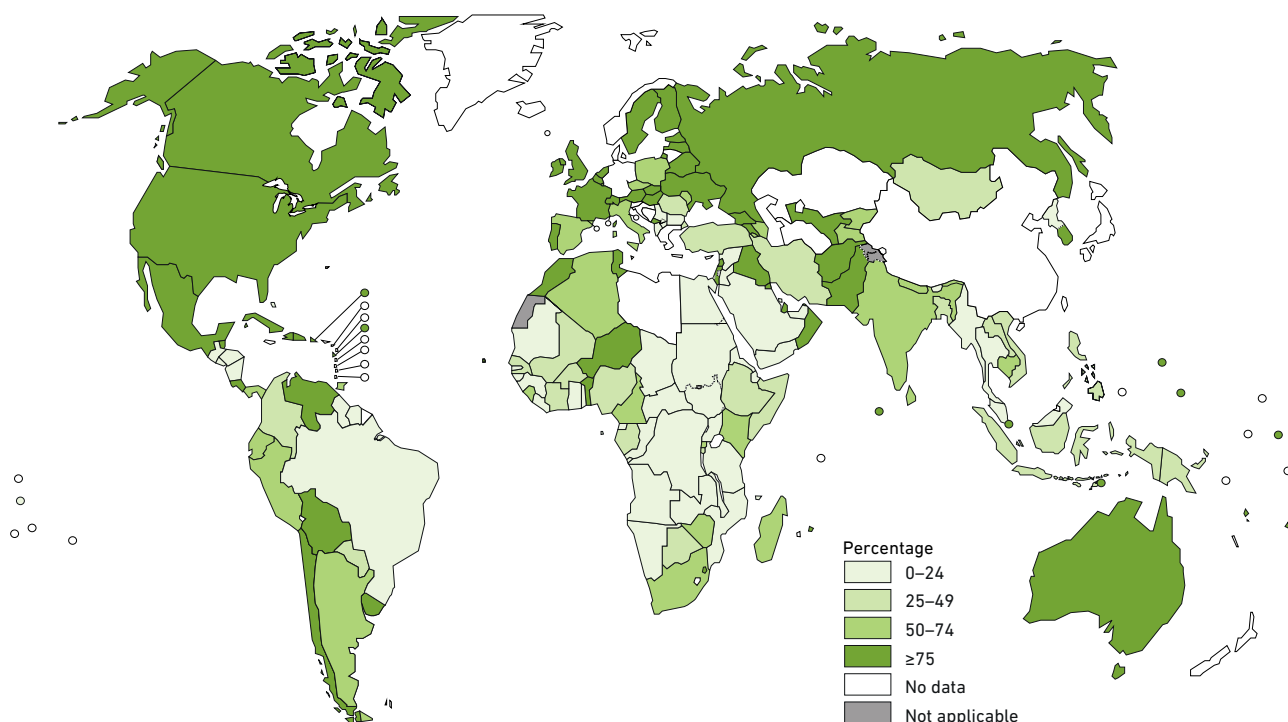 Percentage
0–24
25–49
50–74
≥75
No data
Not applicable